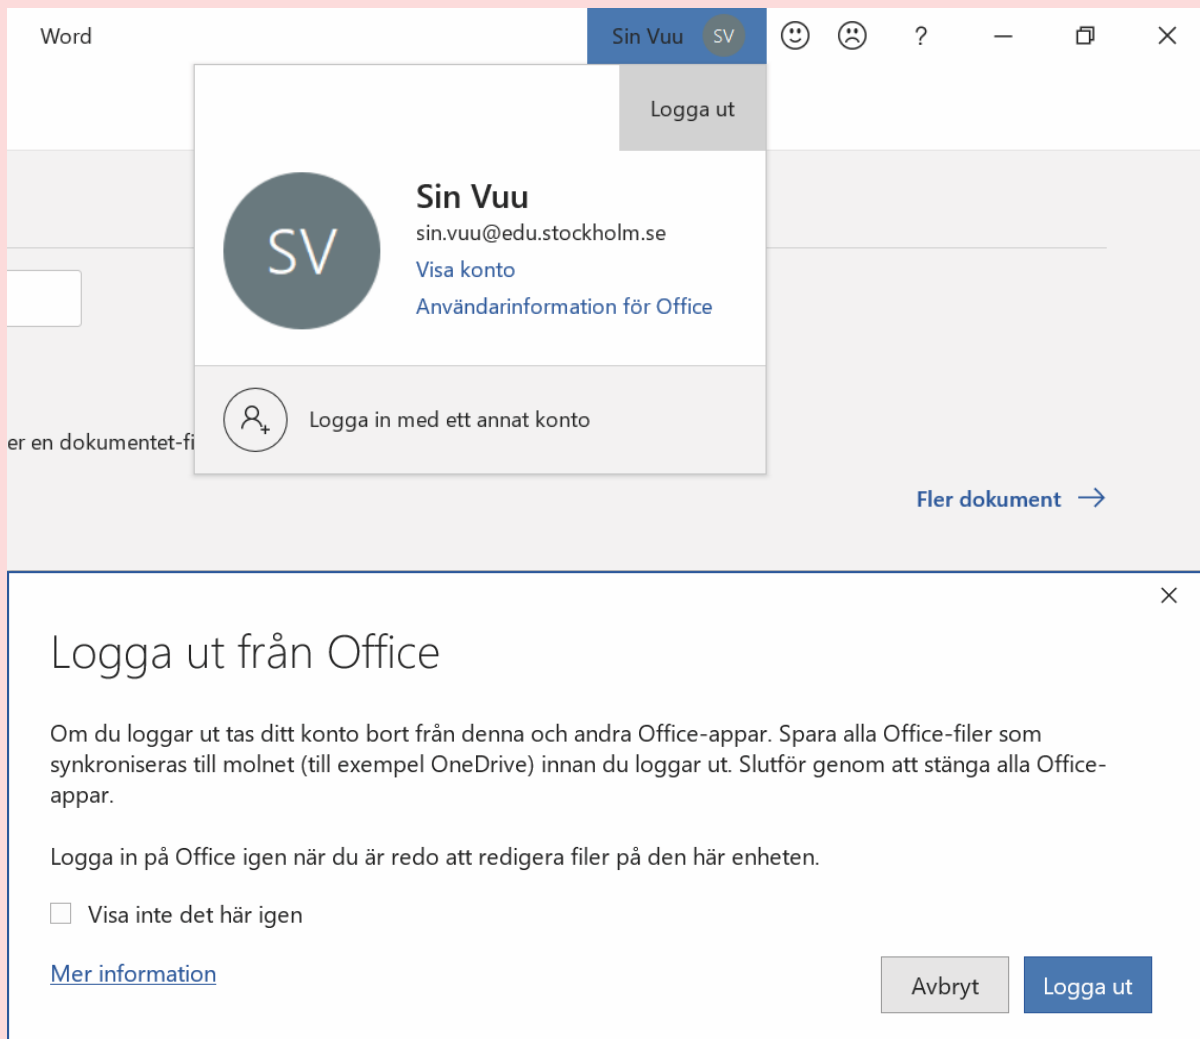 Word
Sin Vuu SV
?
Logga ut
SV
Sin Vuu
sin.vuu@edu.stockholm.se
Visa konto
Användarinformation för Office
Logga in med ett annat konto
er en dokumentet-fi
Fler dokument
Logga ut från Office
Om du loggar ut tas ditt konto bort från denna och andra Office-appar. Spara alla Office-filer som
synkroniseras till molnet (till exempel OneDrive) innan du loggar ut. Slutför genom att stänga alla Office-
appar.
Logga in på Office igen när du är redo att redigera filer på den här enheten.
Visa inte det här igen
Mer information
Avbryt
Logga ut